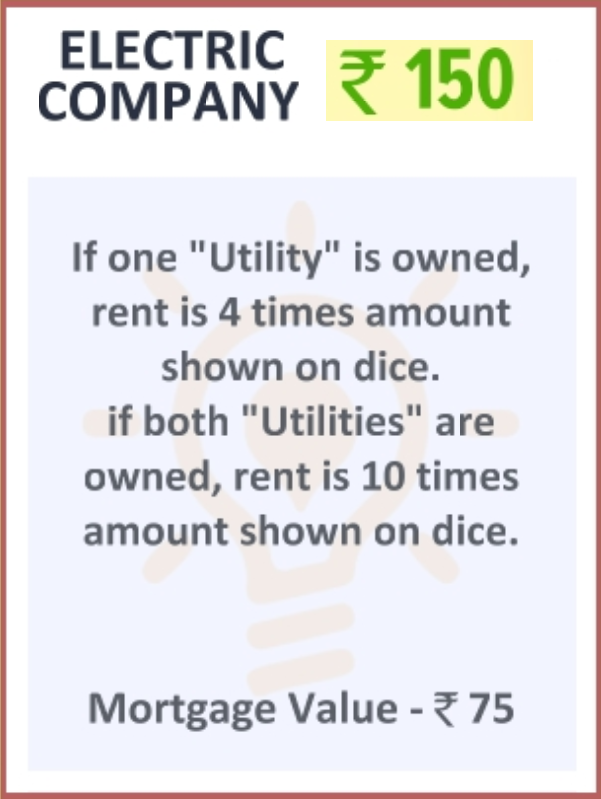 ELECTRIC
COMPANY
₹ 150
If one "Utility" is owned,
rent is 4 times amount
shown on dice.
if both "Utilities" are
owned, rent is 10 times
amount shown on dice.
Mortgage Value - ₹ 75